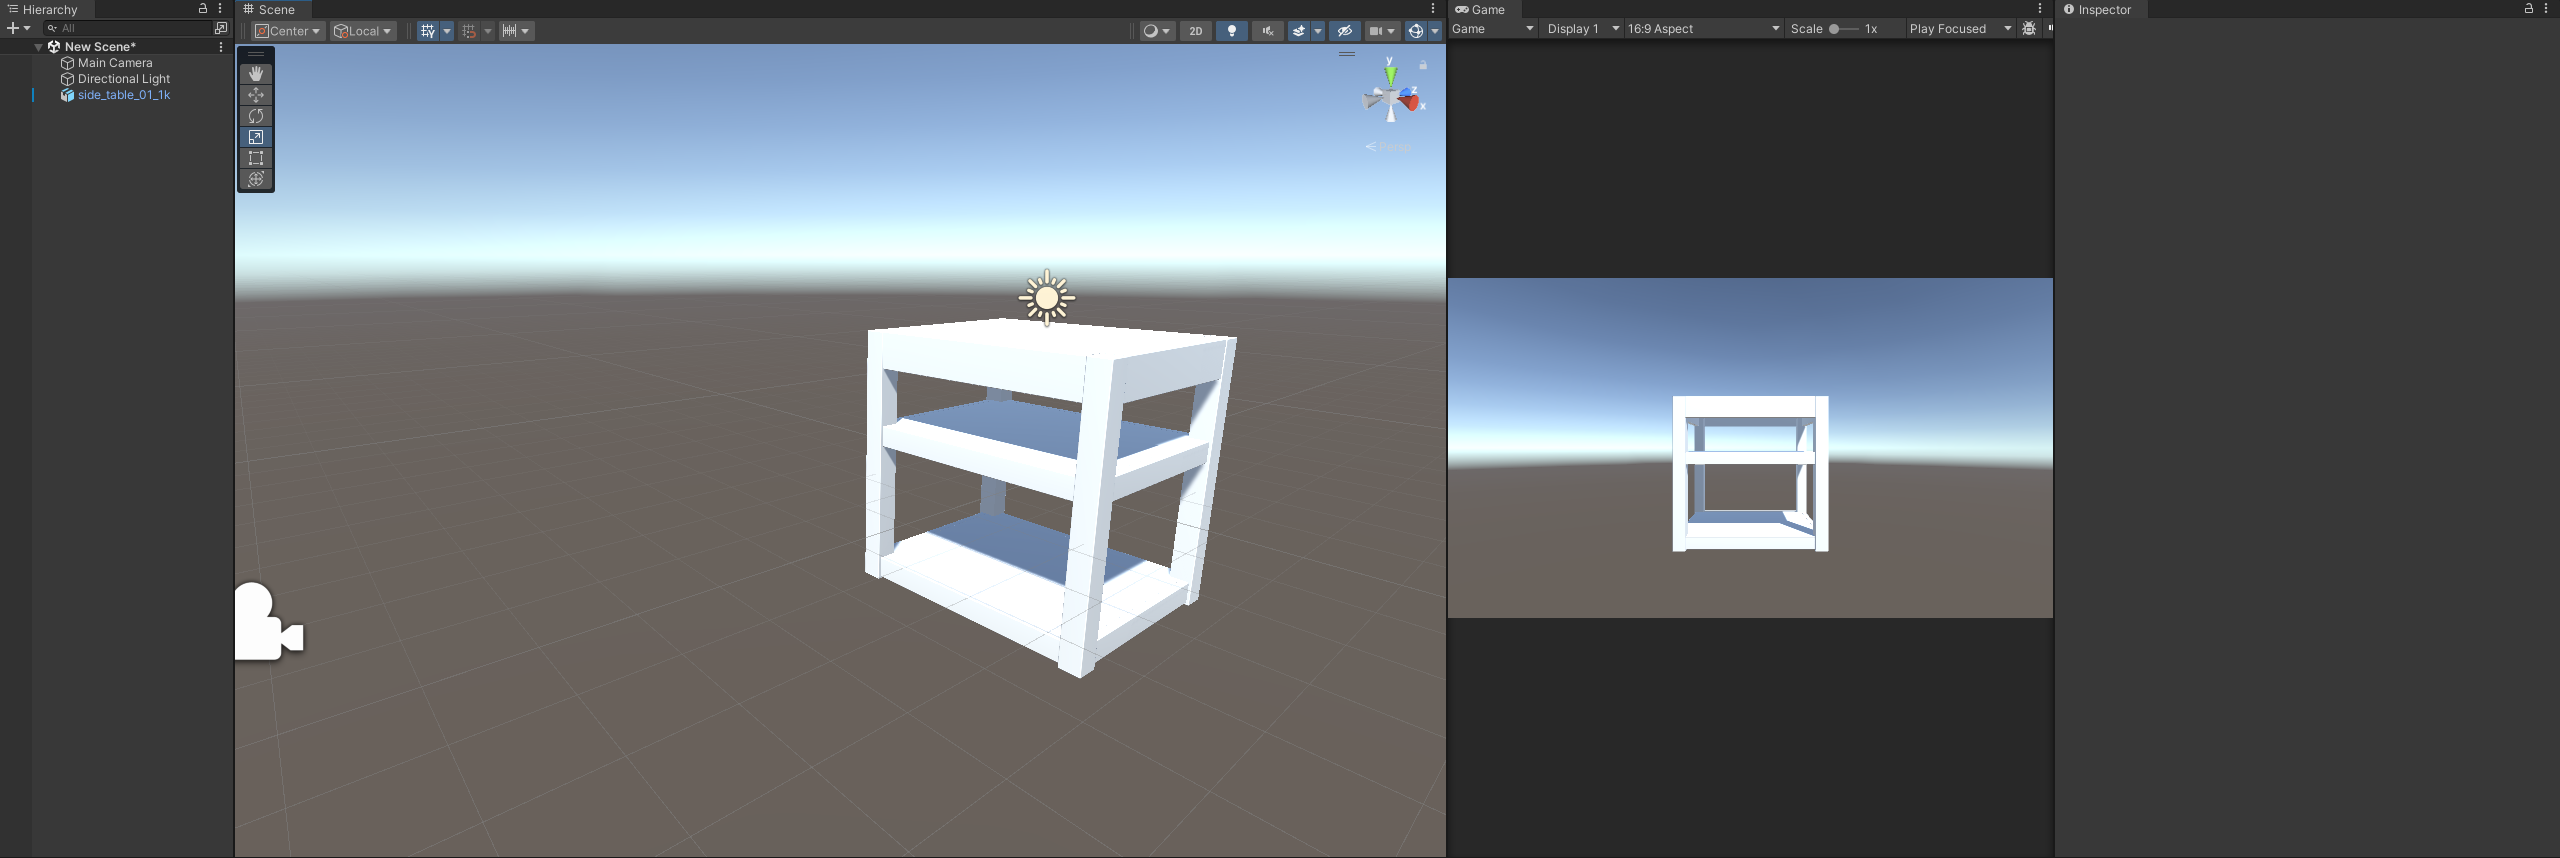 Hierarchy
All
New Scene*
Main Camera
Directional Light
side_table_01_1k
Scene
Center
Local
2D
y
z
x
Persp
Game
Game
Display 1
16:9 Aspect
Scale
1x
Play Focused
Inspector